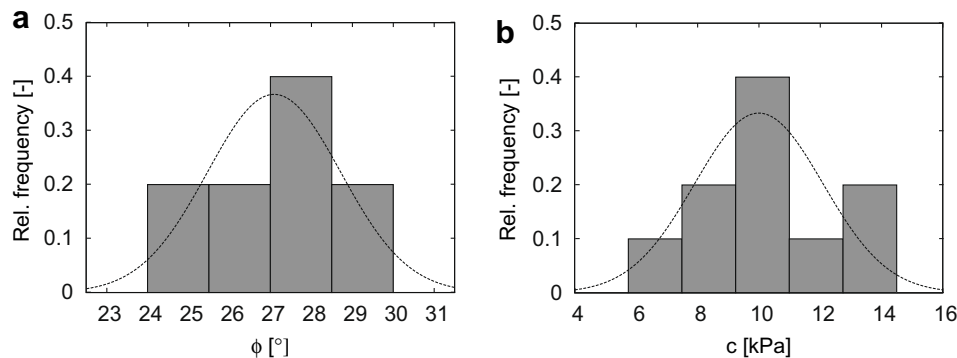 a
0.5
0.4
0.3
0.2
0.1
0
Rel. frequency [-]
23 24 25 26 27 28 29 30 31
ϕ [°]
b
0.5
0.4
0.3
0.2
0.1
0
Rel. frequency [-]
4 6 8 10 12 14 16
c [kPa]